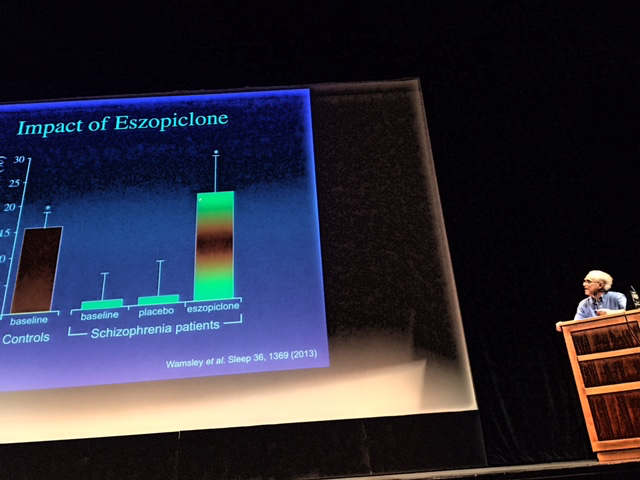 Impact of Eszopiclone
30
25
20
15
baseline
baseline
placebo
eszopiclone
Controls
Schizophrenia patients
Wamsley et al. Sleep 36, 1369 (2013)